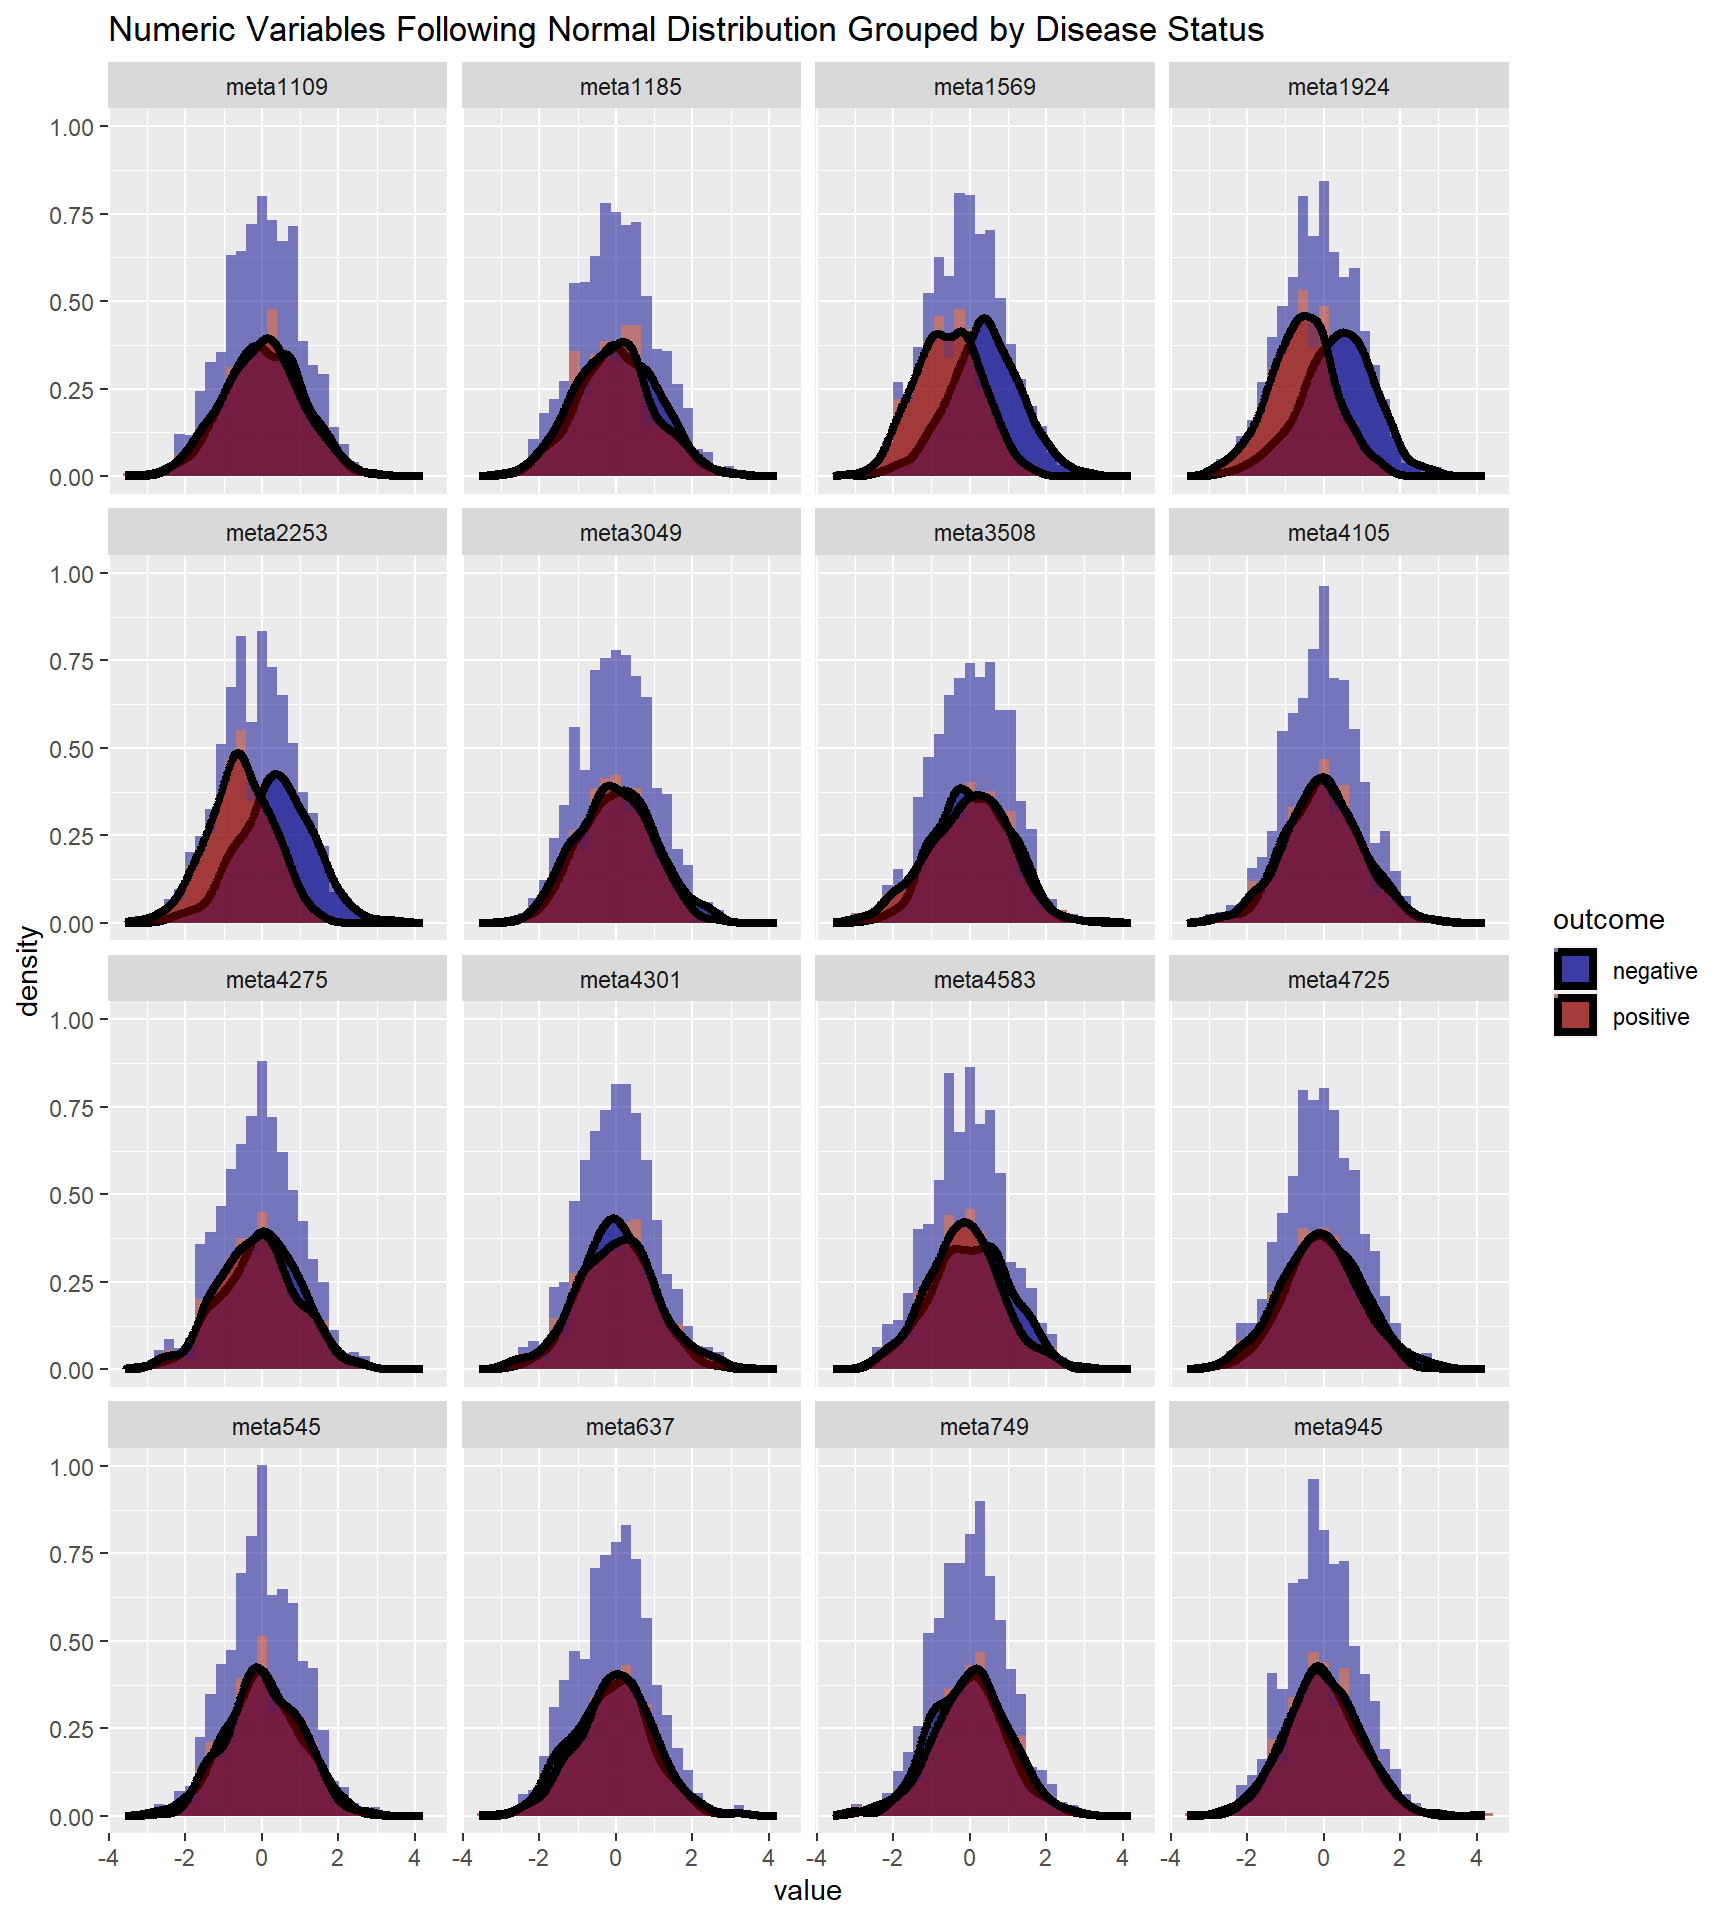 Numeric Variables Following Normal Distribution Grouped by Disease Status
meta1109 meta1185 meta1569 meta1924
1.00
0.75
0.50
0.25
0.00
meta2253 meta3049 meta3508 meta4105
1.00
0.75
0.50
0.25
0.00
meta4275 meta4301 meta4583 meta4725
1.00
0.75
0.50
0.25
0.00
meta545 meta637 meta749 meta945
1.00
0.75
0.50
0.25
0.00
-4 -2 0 2 4 -4 -2 0 2 4 -4 -2 0 2 4 -4 -2 0 2 4
value
density
outcome
negative
positive